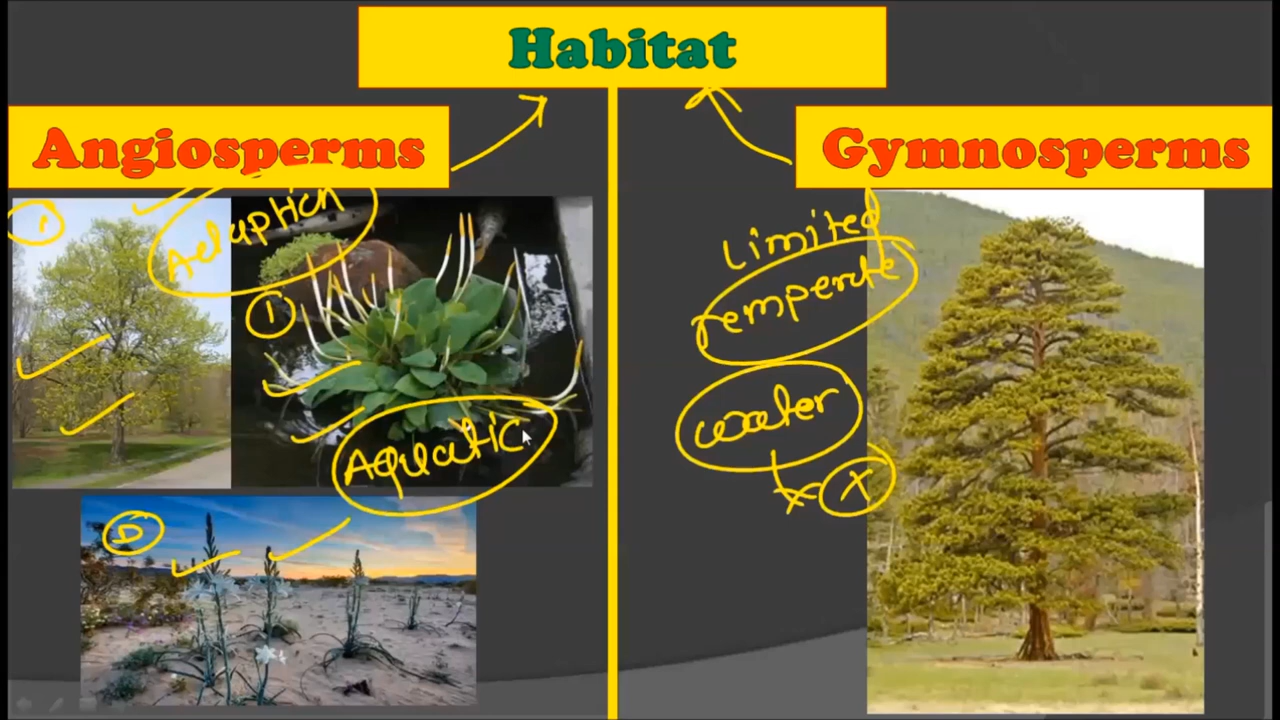 Habitat
Angiosperms
Gymnosperms
Adaption
Aquatic
D
Limited
Temperate
water